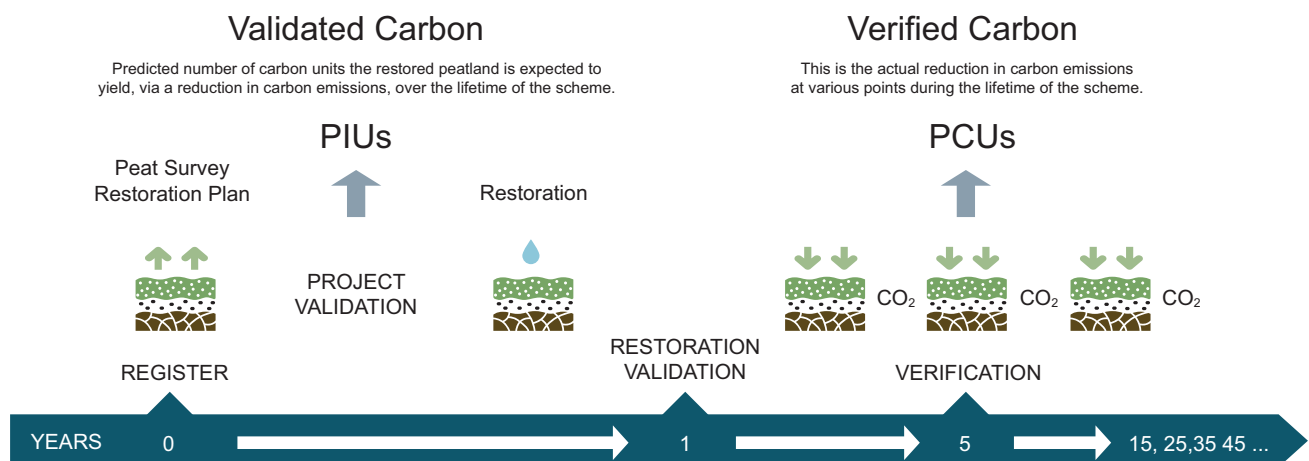 Validated Carbon
Predicted number of carbon units the restored peatland is expected to
yield, via a reduction in carbon emissions, over the lifetime of the scheme.
PIUs
Peat Survey
Restoration Plan
Restoration
PROJECT
VALIDATION
REGISTER
RESTORATION
VALIDATION
Verified Carbon
This is the actual reduction in carbon emissions
at various points during the lifetime of the scheme.
PCUs
CO₂
CO₂
CO₂
VERIFICATION
YEARS 0 1 5 15, 25,35 45 ...